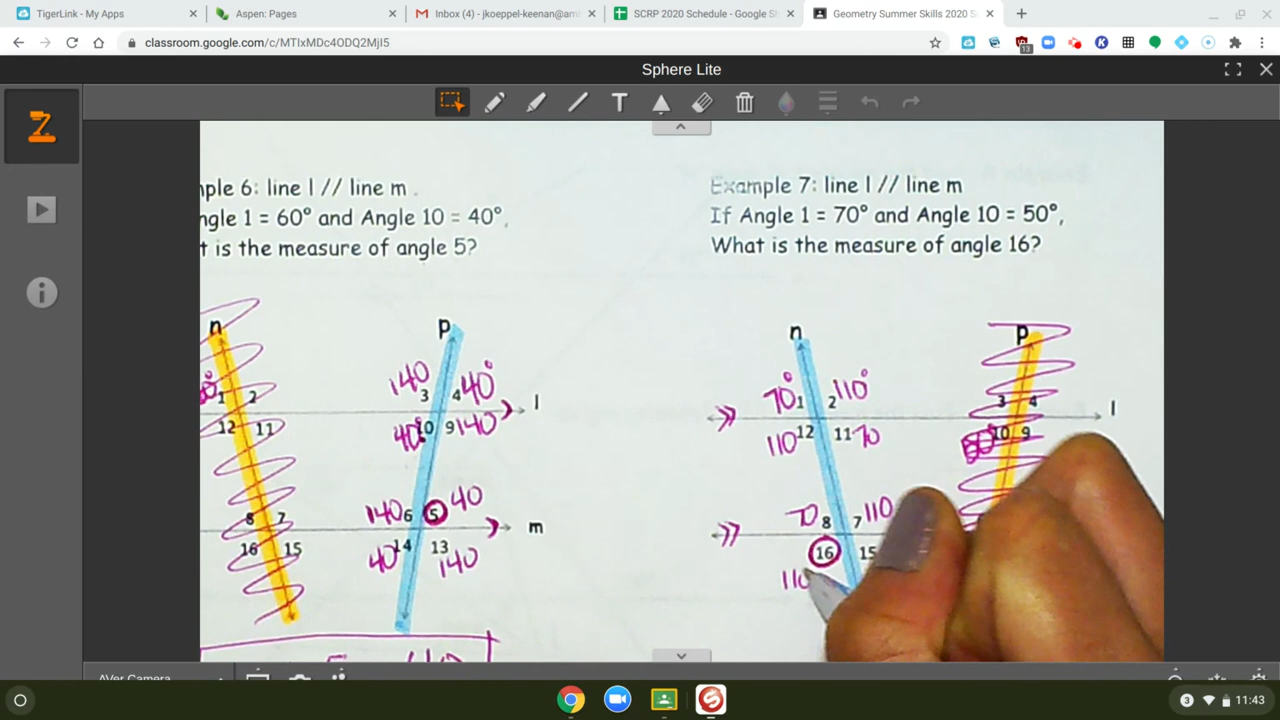 TigerLink - My Apps
Aspen: Pages
Inbox (4) - jkoeppel-keenan@am
SCRP 2020 Schedule - Google Sh
Geometry Summer Skills 2020 S
classroom.google.com/c/MTIxMDc4ODQ2MjI5
13
Sphere Lite
T
ple 6: line l // line m .
ngle 1 = 60° and Angle 10 = 40°,
t is the measure of angle 5?
n
p
140
40°
1 2
3 4
l
12 11
40°
10 9
140
8 7
140 6 5 40
m
16 15
40 14 13
140
Example 7: line l // line m
If Angle 1 = 70° and Angle 10 = 50°,
What is the measure of angle 16?
n
p
70° 1 2 110°
3 4
l
110 12 11 70
10 9
70 8 7 110
16 15
110
AVer Camera
3
11:43